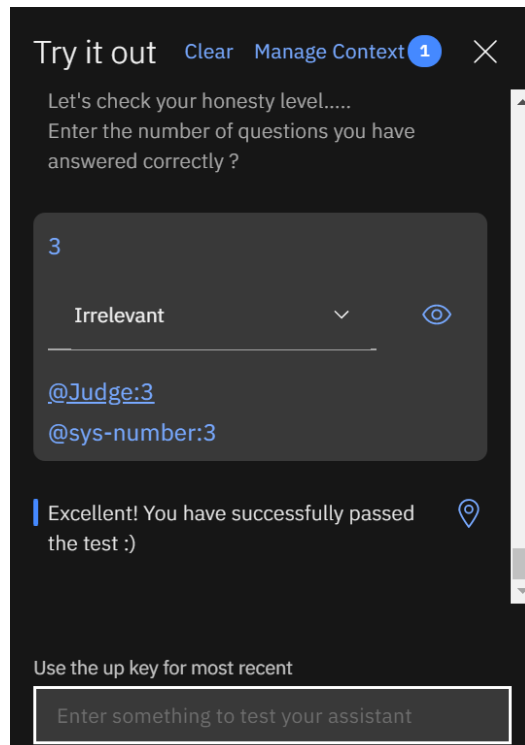 Try it out Clear Manage Context 1
Let's check your honesty level.....
Enter the number of questions you have
answered correctly ?
3
Irrelevant
@Judge:3
@sys-number:3
Excellent! You have successfully passed
the test :)
Use the up key for most recent
Enter something to test your assistant